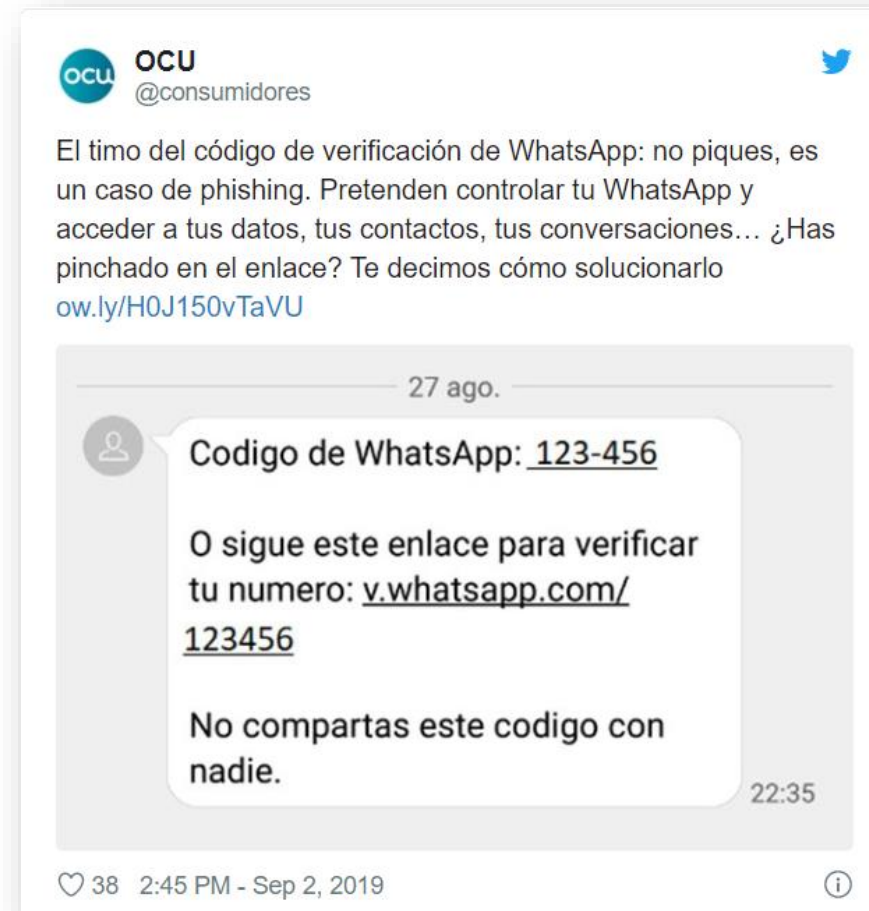 ocu
OCU
@consumidores
El timo del código de verificación de WhatsApp: no piques, es
un caso de phishing. Pretenden controlar tu WhatsApp y
acceder a tus datos, tus contactos, tus conversaciones... ¿Has
pinchado en el enlace? Te decimos cómo solucionarlo
ow.ly/H0J150vTaVU
27 ago.
Codigo de WhatsApp: 123-456
O sigue este enlace para verificar
tu numero: v.whatsapp.com/
123456
No compartas este codigo con
nadie.
22:35
38 2:45 PM - Sep 2, 2019